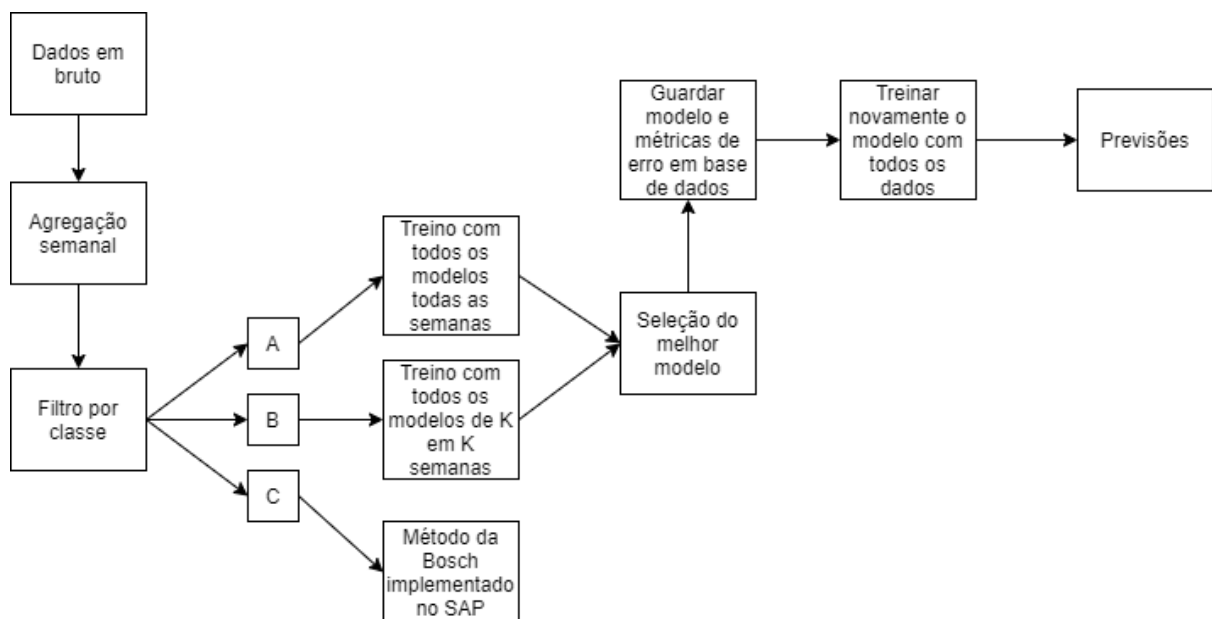 Dados em
bruto
Agregação
semanal
Filtro por
classe
A
B
C
Treino com
todos os
modelos
todas as
semanas
Treino com
todos os
modelos de K
em K
semanas
Método da
Bosch
implementado
no SAP
Seleção do
melhor
modelo
Guardar
modelo e
métricas de
erro em base
de dados
Treinar
novamente o
modelo com
todos os
dados
Previsões